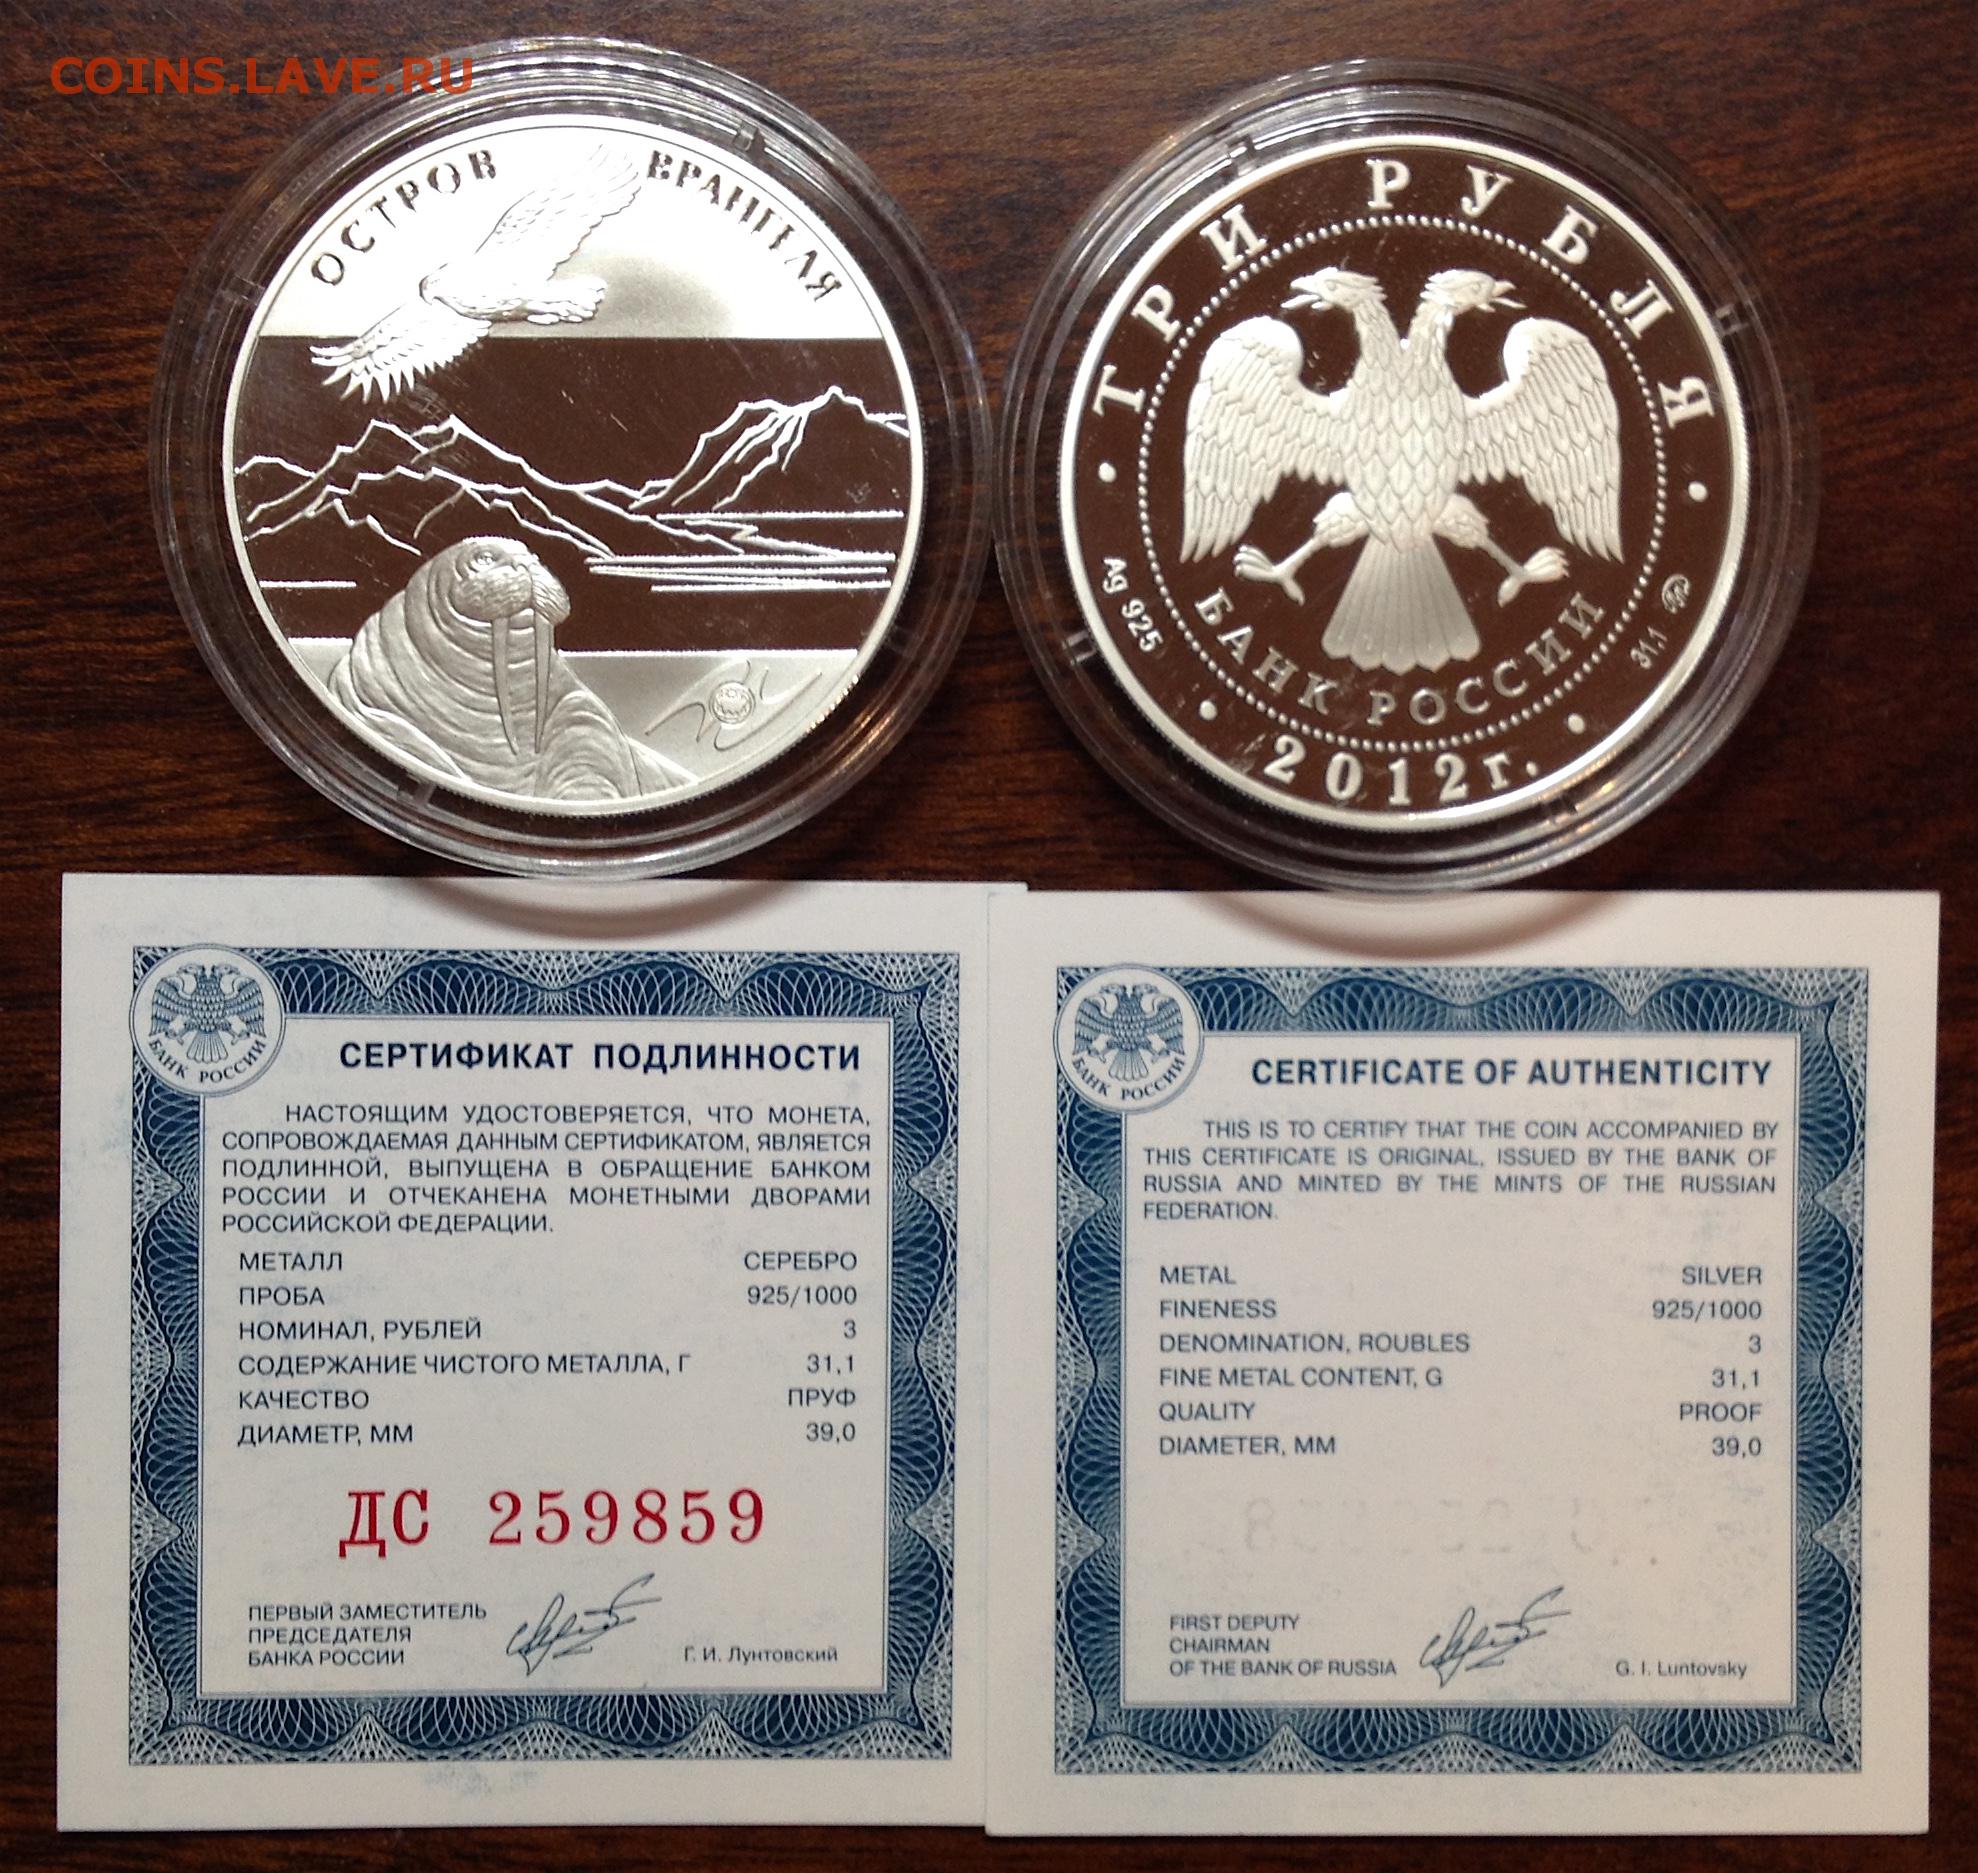 COINS.LAVE.RU
ОСТРОВ ВРАНГЕЛЯ
ТРИ РУБЛЯ
Ag 925
БАНК РОССИИ
31,1
2012г.
БАНК РОССИИ
СЕРТИФИКАТ ПОДЛИННОСТИ
НАСТОЯЩИМ УДОСТОВЕРЯЕТСЯ, ЧТО МОНЕТА,
СОПРОВОЖДАЕМАЯ ДАННЫМ СЕРТИФИКАТОМ, ЯВЛЯЕТСЯ
ПОДЛИННОЙ, ВЫПУЩЕНА В ОБРАЩЕНИЕ БАНКОМ
РОССИИ И ОТЧЕКАНЕНА МОНЕТНЫМИ ДВОРАМИ
РОССИЙСКОЙ ФЕДЕРАЦИИ.
МЕТАЛЛ СЕРЕБРО
ПРОБА 925/1000
НОМИНАЛ, РУБЛЕЙ 3
СОДЕРЖАНИЕ ЧИСТОГО МЕТАЛЛА, Г 31,1
КАЧЕСТВО ПРУФ
ДИАМЕТР, ММ 39,0
ДС 259859
ПЕРВЫЙ ЗАМЕСТИТЕЛЬ
ПРЕДСЕДАТЕЛЯ
БАНКА РОССИИ
Г. И. Лунтовский
БАНК РОССИИ
CERTIFICATE OF AUTHENTICITY
THIS IS TO CERTIFY THAT THE COIN ACCOMPANIED BY
THIS CERTIFICATE IS ORIGINAL, ISSUED BY THE BANK OF
RUSSIA AND MINTED BY THE MINTS OF THE RUSSIAN
FEDERATION.
METAL SILVER
FINENESS 925/1000
DENOMINATION, ROUBLES 3
FINE METAL CONTENT, G 31,1
QUALITY PROOF
DIAMETER, MM 39,0
FIRST DEPUTY
CHAIRMAN
OF THE BANK OF RUSSIA
G. I. Luntovsky